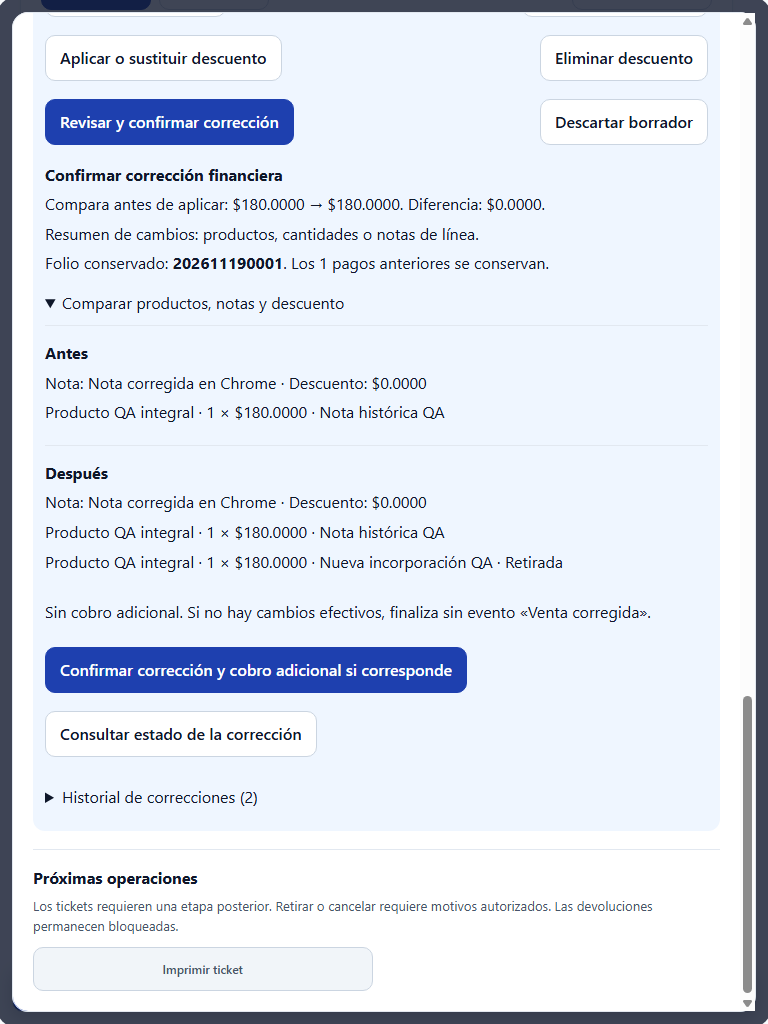 Aplicar o sustituir descuento
Eliminar descuento
Revisar y confirmar corrección
Descartar borrador
Confirmar corrección financiera
Compara antes de aplicar: $180.0000 → $180.0000. Diferencia: $0.0000.
Resumen de cambios: productos, cantidades o notas de línea.
Folio conservado: 202611190001. Los 1 pagos anteriores se conservan.
▼ Comparar productos, notas y descuento
Antes
Nota: Nota corregida en Chrome · Descuento: $0.0000
Producto QA integral · 1 × $180.0000 · Nota histórica QA
Después
Nota: Nota corregida en Chrome · Descuento: $0.0000
Producto QA integral · 1 × $180.0000 · Nota histórica QA
Producto QA integral · 1 × $180.0000 · Nueva incorporación QA · Retirada
Sin cobro adicional. Si no hay cambios efectivos, finaliza sin evento «Venta corregida».
Confirmar corrección y cobro adicional si corresponde
Consultar estado de la corrección
▶ Historial de correcciones (2)
Próximas operaciones
Los tickets requieren una etapa posterior. Retirar o cancelar requiere motivos autorizados. Las devoluciones
permanecen bloqueadas.
Imprimir ticket